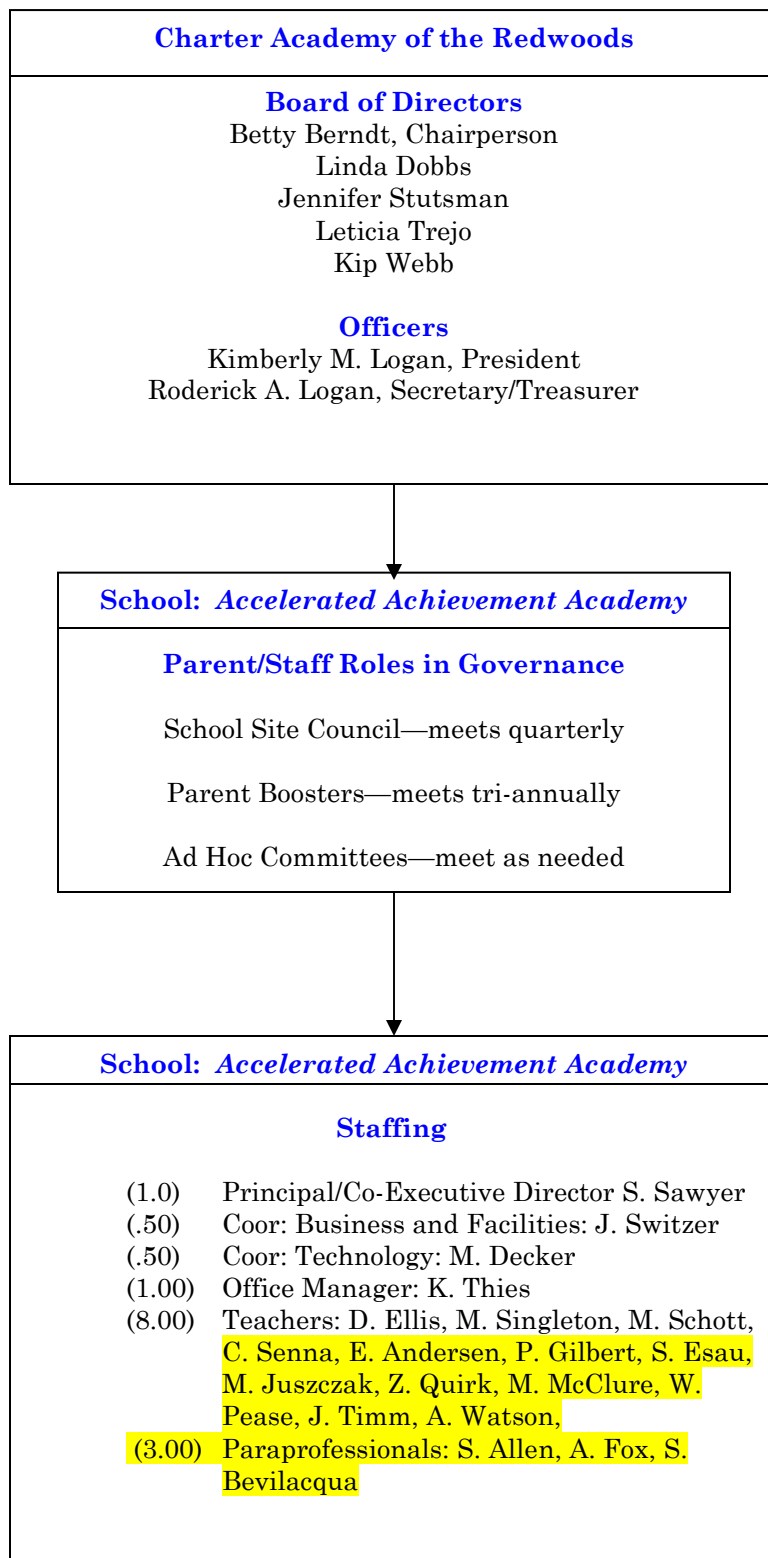 Charter Academy of the Redwoods
Board of Directors
Betty Berndt, Chairperson
Linda Dobbs
Jennifer Stutsman
Leticia Trejo
Kip Webb
Officers
Kimberly M. Logan, President
Roderick A. Logan, Secretary/Treasurer
School: Accelerated Achievement Academy
Parent/Staff Roles in Governance
School Site Council—meets quarterly
Parent Boosters—meets tri-annually
Ad Hoc Committees—meet as needed
School: Accelerated Achievement Academy
Staffing
(1.0) Principal/Co-Executive Director S. Sawyer
(.50) Coor: Business and Facilities: J. Switzer
(.50) Coor: Technology: M. Decker
(1.00) Office Manager: K. Thies
(8.00) Teachers: D. Ellis, M. Singleton, M. Schott,
C. Senna, E. Andersen, P. Gilbert, S. Esau,
M. Juszczak, Z. Quirk, M. McClure, W.
Pease, J. Timm, A. Watson,
(3.00) Paraprofessionals: S. Allen, A. Fox, S.
Bevilacqua